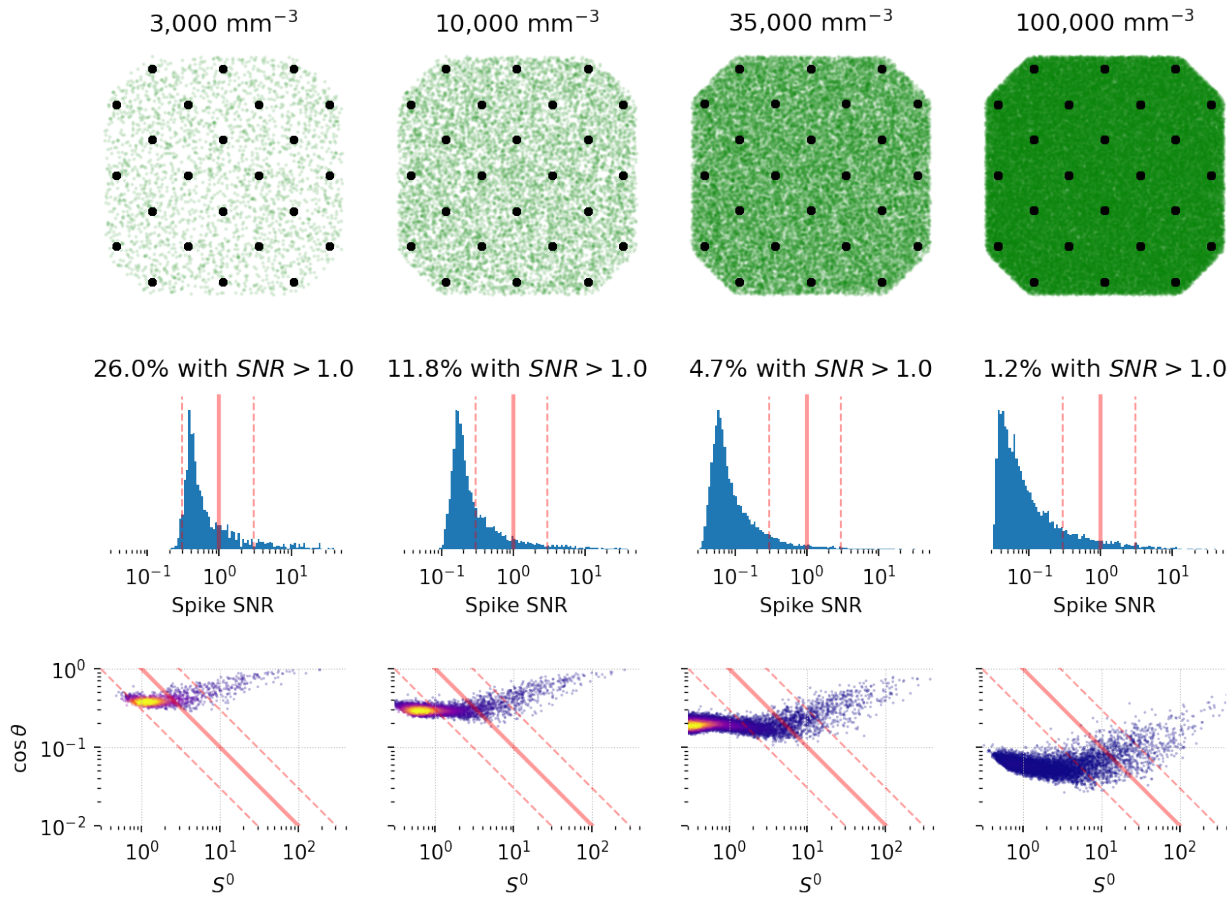 3,000 mm⁻³ 10,000 mm⁻³ 35,000 mm⁻³ 100,000 mm⁻³
26.0% with SNR > 1.0 11.8% with SNR > 1.0 4.7% with SNR > 1.0 1.2% with SNR > 1.0
10⁻¹ 10⁰ 10¹ 10⁻¹ 10⁰ 10¹ 10⁻¹ 10⁰ 10¹ 10⁻¹ 10⁰ 10¹
Spike SNR Spike SNR Spike SNR Spike SNR
10⁰
10⁻¹
cos θ
10⁻²
10⁰ 10¹ 10² 10⁰ 10¹ 10² 10⁰ 10¹ 10² 10⁰ 10¹ 10²
S⁰ S⁰ S⁰ S⁰